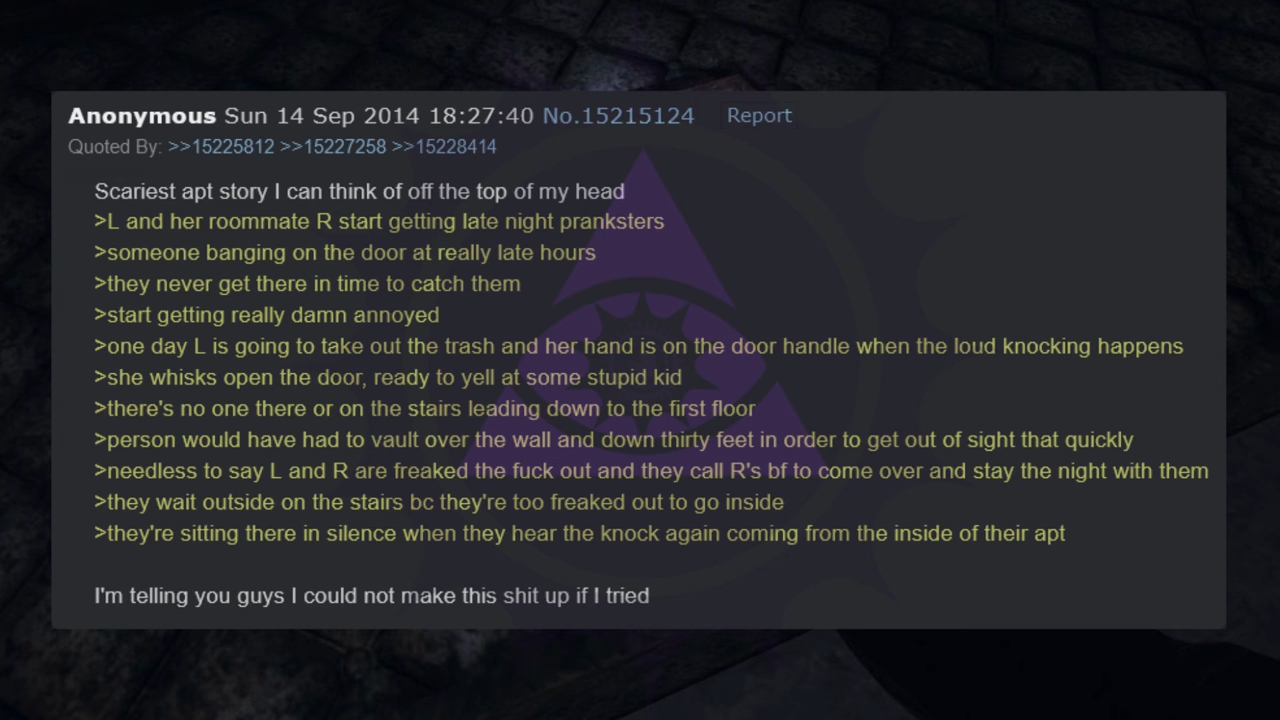 Anonymous Sun 14 Sep 2014 18:27:40 No.15215124 Report
Quoted By: >>15225812 >>15227258 >>15228414
Scariest apt story I can think of off the top of my head
>L and her roommate R start getting late night pranksters
>someone banging on the door at really late hours
>they never get there in time to catch them
>start getting really damn annoyed
>one day L is going to take out the trash and her hand is on the door handle when the loud knocking happens
>she whisks open the door, ready to yell at some stupid kid
>there's no one there or on the stairs leading down to the first floor
>person would have had to vault over the wall and down thirty feet in order to get out of sight that quickly
>needless to say L and R are freaked the fuck out and they call R's bf to come over and stay the night with them
>they wait outside on the stairs bc they're too freaked out to go inside
>they're sitting there in silence when they hear the knock again coming from the inside of their apt
I'm telling you guys I could not make this shit up if I tried